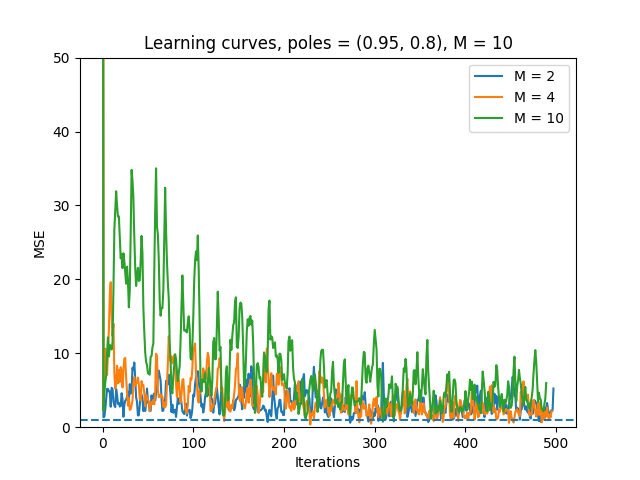 Learning curves, poles = (0.95, 0.8), M = 10
50
40
30
20
10
0
MSE
M = 2
M = 4
M = 10
0
100
200
300
400
500
Iterations